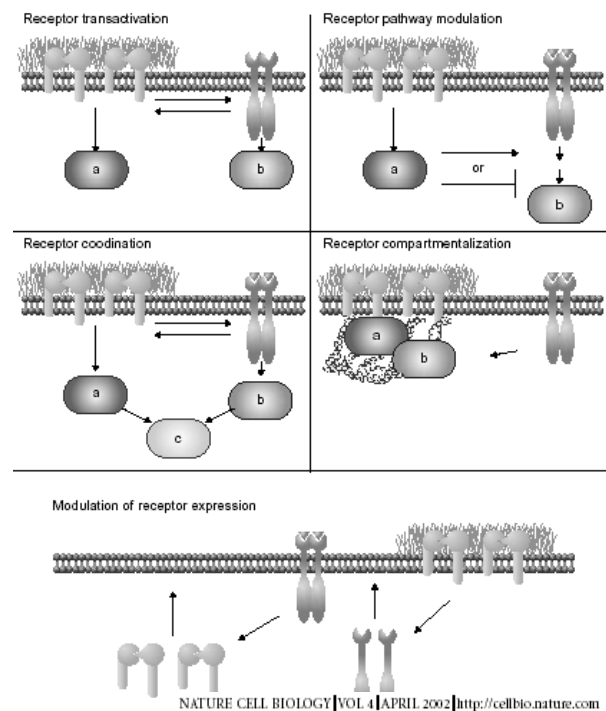 Receptor transactivation
Receptor pathway modulation
a
b
a
or
b
Receptor coodination
Receptor compartmentalization
a
b
c
a
b
Modulation of receptor expression
NATURE CELL BIOLOGY VOL 4 APRIL 2002 http://cellbio.nature.com